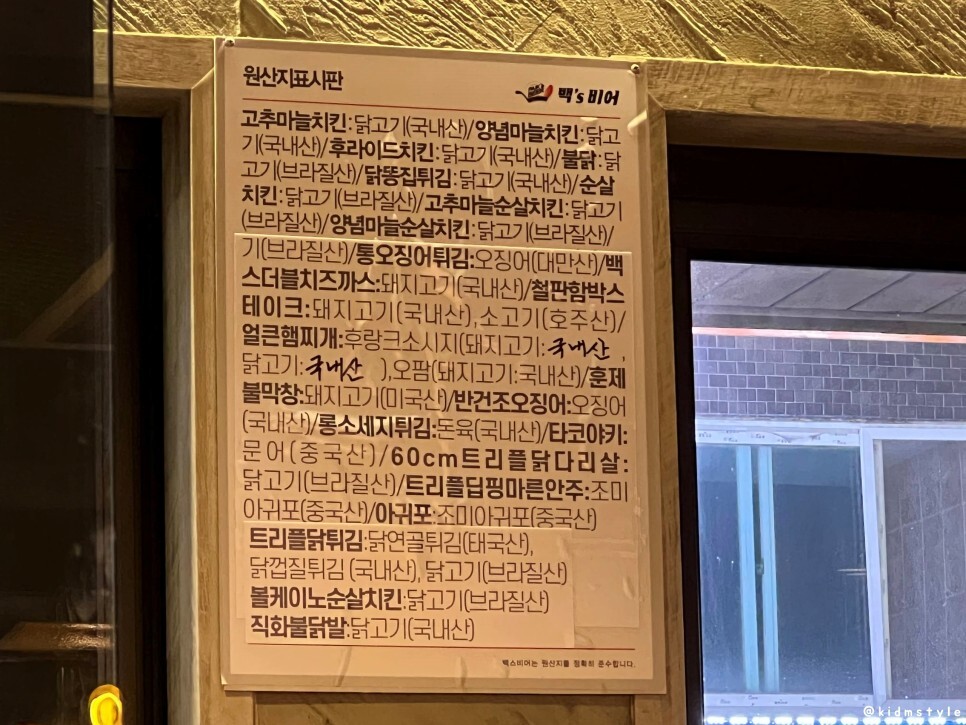 원산지표시판
백's 비어
고추마늘치킨:닭고기(국내산)/양념마늘치킨:닭고
기(국내산)/후라이드치킨:닭고기(국내산)/불닭:닭
고기(브라질산)/닭똥집튀김:닭고기(국내산)/순살
치킨:닭고기(브라질산)/고추마늘순살치킨:닭고기
(브라질산)/양념마늘순살치킨:닭고기(브라질산)/
기(브라질산)/통오징어튀김:오징어(대만산)/백
스더블치즈까스:돼지고기(국내산)/철판함박스
테이크:돼지고기(국내산),소고기(호주산)/
얼큰햄찌개:후랑크소시지(돼지고기:국내산,
닭고기:국내산 ),오팜(돼지고기:국내산)/훈제
불막창:돼지고기(미국산)/반건조오징어:오징어
(국내산)/롱소세지튀김:돈육(국내산)/타코야키:
문어(중국산)/60cm트리플닭다리살:
닭고기(브라질산)/트리플딥핑마른안주:조미
아귀포(중국산)/아귀포:조미아귀포(중국산)
트리플닭튀김:닭연골튀김(태국산),
닭껍질튀김 (국내산), 닭고기(브라질산)
볼케이노순살치킨:닭고기(브라질산)
직화불닭발:닭고기(국내산)
백스비어는 원산지를 정확히 준수합니다.
@kidmstyle